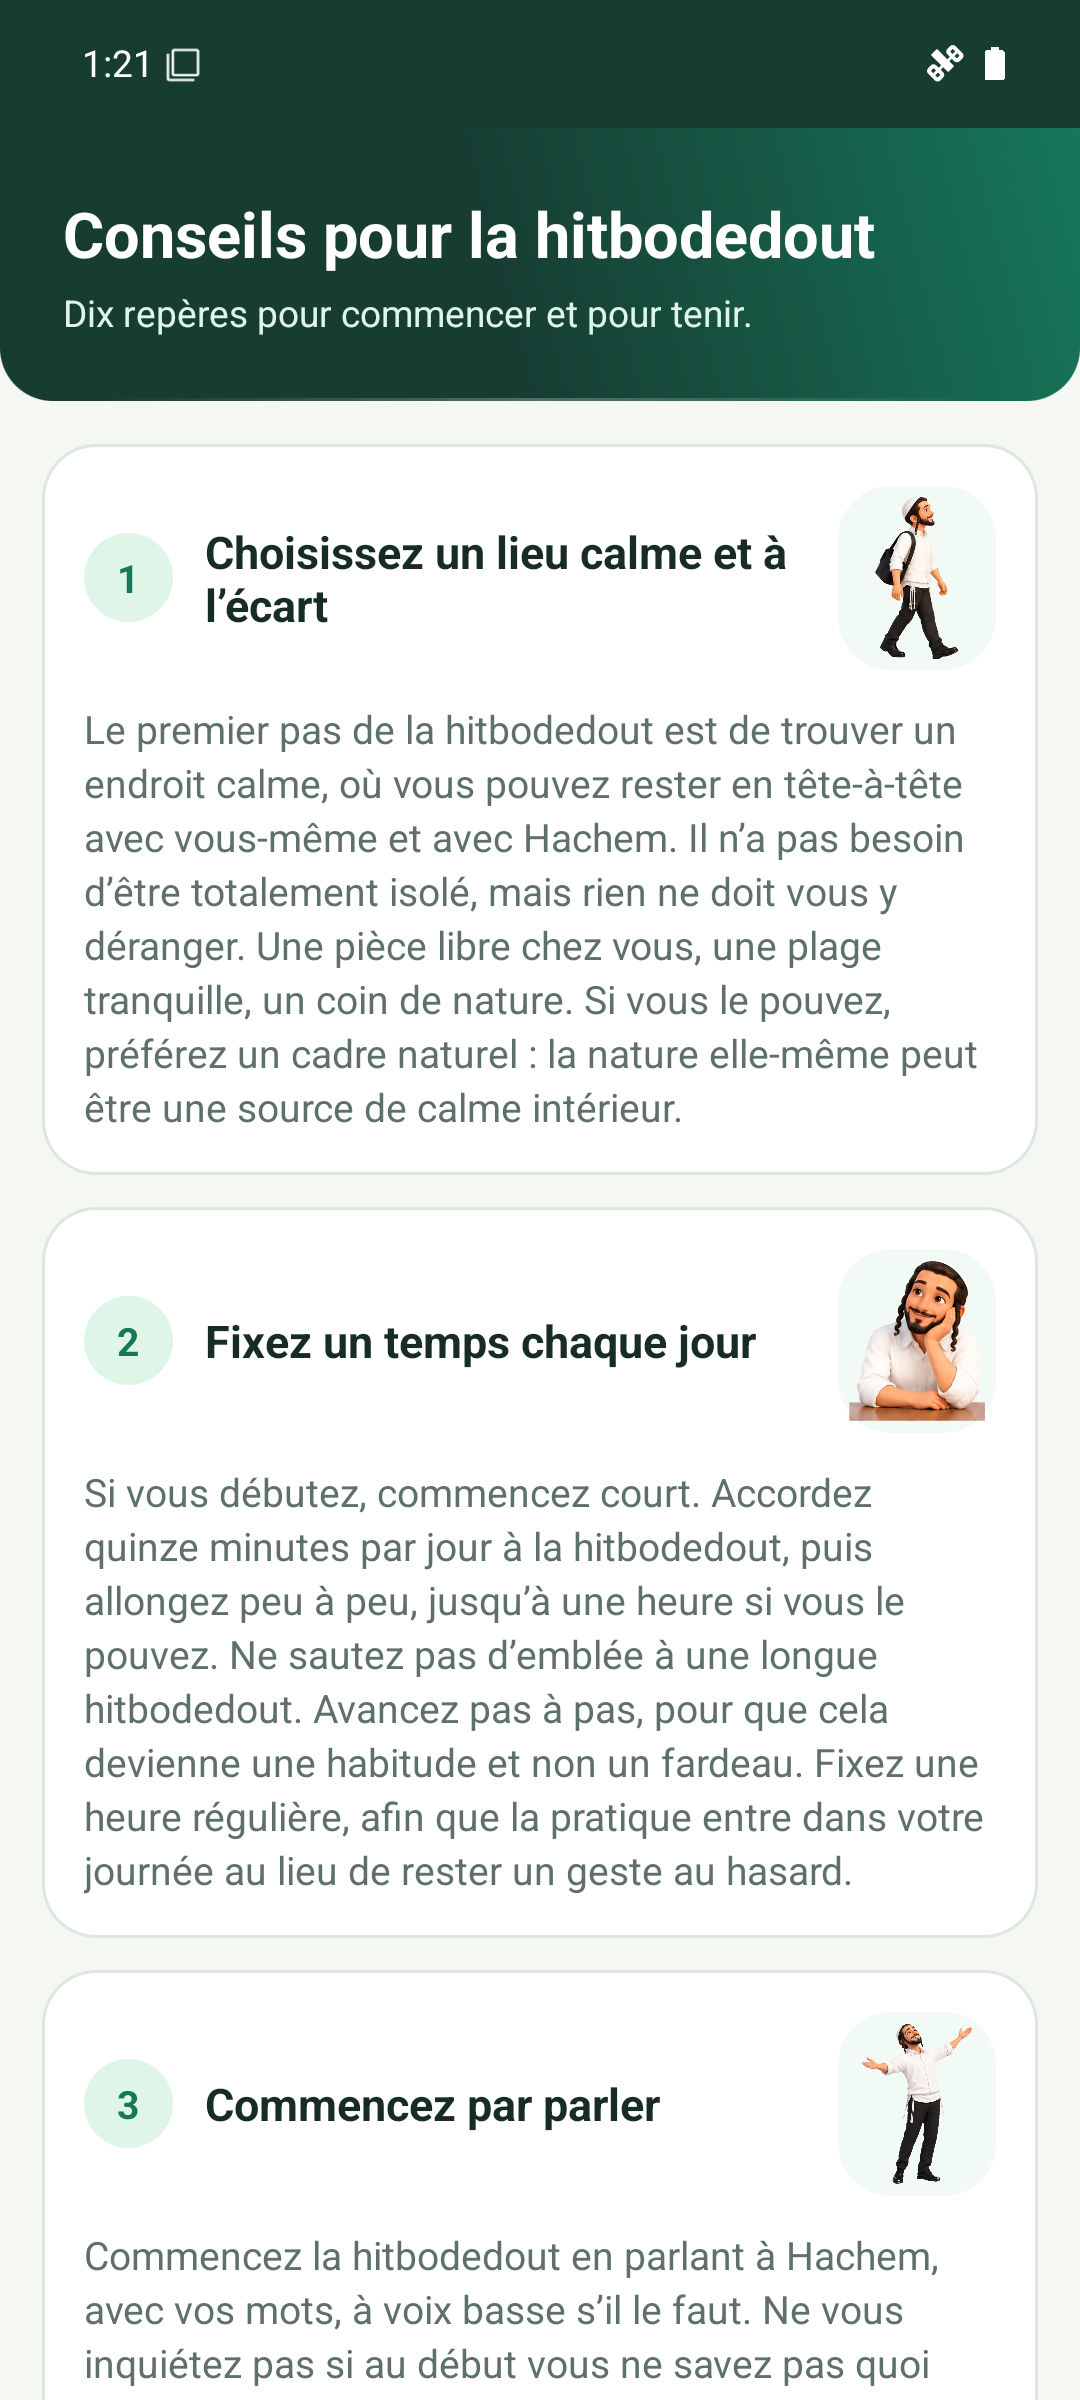 1:21
Conseils pour la hitbodedout
Dix repères pour commencer et pour tenir.
1
Choisissez un lieu calme et à
l’écart
Le premier pas de la hitbodedout est de trouver un
endroit calme, où vous pouvez rester en tête-à-tête
avec vous-même et avec Hachem. Il n’a pas besoin
d’être totalement isolé, mais rien ne doit vous y
déranger. Une pièce libre chez vous, une plage
tranquille, un coin de nature. Si vous le pouvez,
préférez un cadre naturel : la nature elle-même peut
être une source de calme intérieur.
2
Fixez un temps chaque jour
Si vous débutez, commencez court. Accordez
quinze minutes par jour à la hitbodedout, puis
allongez peu à peu, jusqu’à une heure si vous le
pouvez. Ne sautez pas d’emblée à une longue
hitbodedout. Avancez pas à pas, pour que cela
devienne une habitude et non un fardeau. Fixez une
heure régulière, afin que la pratique entre dans votre
journée au lieu de rester un geste au hasard.
3
Commencez par parler
Commencez la hitbodedout en parlant à Hachem,
avec vos mots, à voix basse s’il le faut. Ne vous
inquiétez pas si au début vous ne savez pas quoi